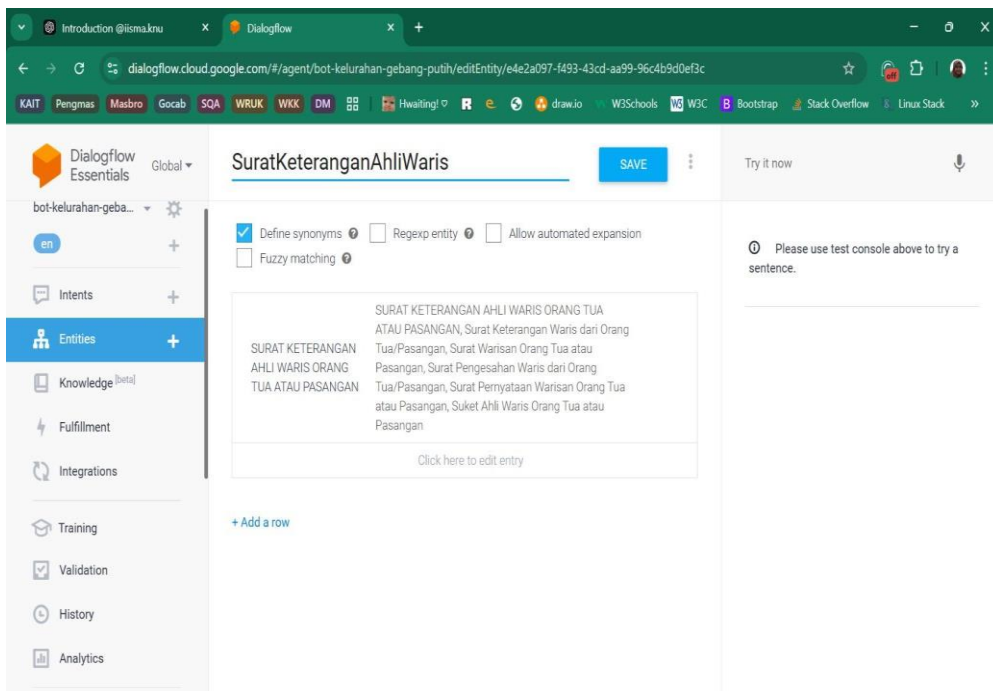 Introduction @iisma.knu
Dialogflow
dialogflow.cloud.google.com/#/agent/bot-kelurahan-gebang-putih/editEntity/e4e2a097-f493-43cd-aa99-96c4b9d0ef3c
off
KAIT Pengmas Masbro Gocab SQA WRUK WKK DM Hwaiting! draw.io W3Schools W3C Bootstrap Stack Overflow Linux Stack »
Dialogflow
Essentials
Global
SuratKeteranganAhliWaris
SAVE
Try it now
bot-kelurahan-geba...
en
Intents
Entities
Knowledge [beta]
Fulfillment
Integrations
Training
Validation
History
Analytics
Define synonyms Regexp entity Allow automated expansion
Fuzzy matching
SURAT KETERANGAN
AHLI WARIS ORANG
TUA ATAU PASANGAN
SURAT KETERANGAN AHLI WARIS ORANG TUA
ATAU PASANGAN, Surat Keterangan Waris dari Orang
Tua/Pasangan, Surat Warisan Orang Tua atau
Pasangan, Surat Pengesahan Waris dari Orang
Tua/Pasangan, Surat Pernyataan Warisan Orang Tua
atau Pasangan, Suket Ahli Waris Orang Tua atau
Pasangan
Click here to edit entry
+ Add a row
Please use test console above to try a
sentence.